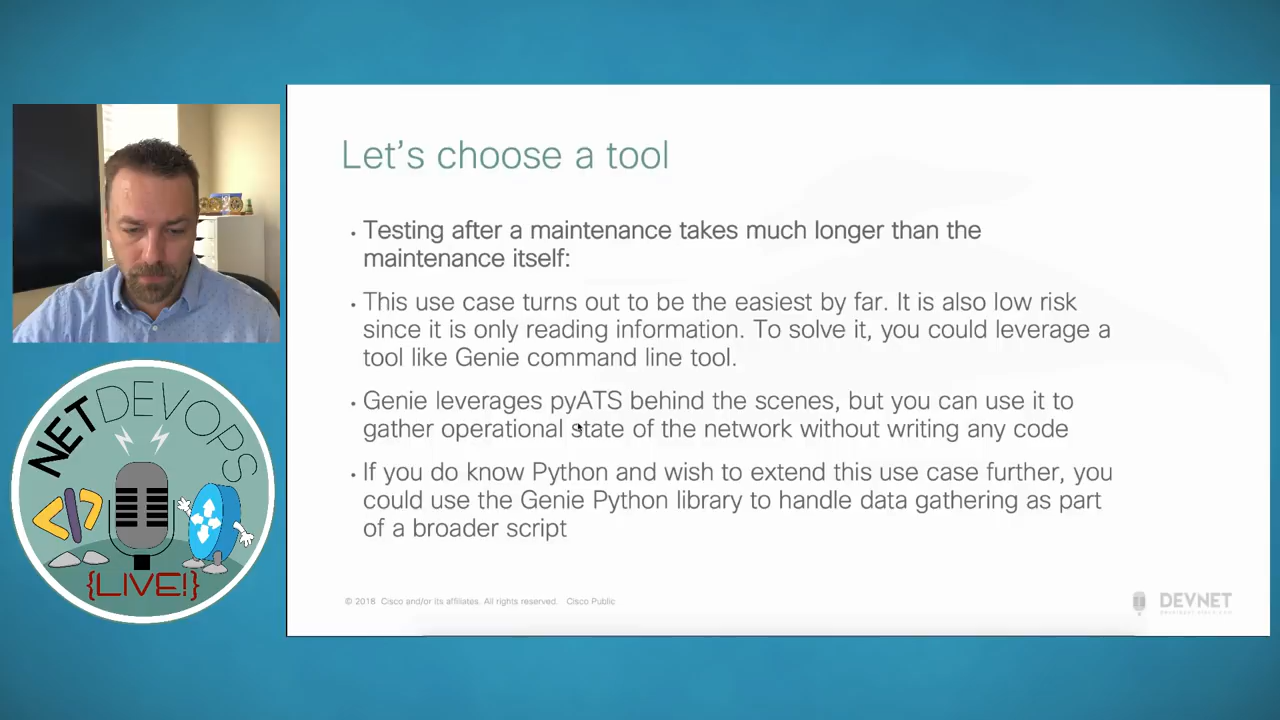 Let's choose a tool
• Testing after a maintenance takes much longer than the
maintenance itself:
• This use case turns out to be the easiest by far. It is also low risk
since it is only reading information. To solve it, you could leverage a
tool like Genie command line tool.
• Genie leverages pyATS behind the scenes, but you can use it to
gather operational state of the network without writing any code
• If you do know Python and wish to extend this use case further, you
could use the Genie Python library to handle data gathering as part
of a broader script
NETDEVOPS
</>
{LIVE!}
© 2018 Cisco and/or its affiliates. All rights reserved. Cisco Public
DEVNET
developer.cisco.com